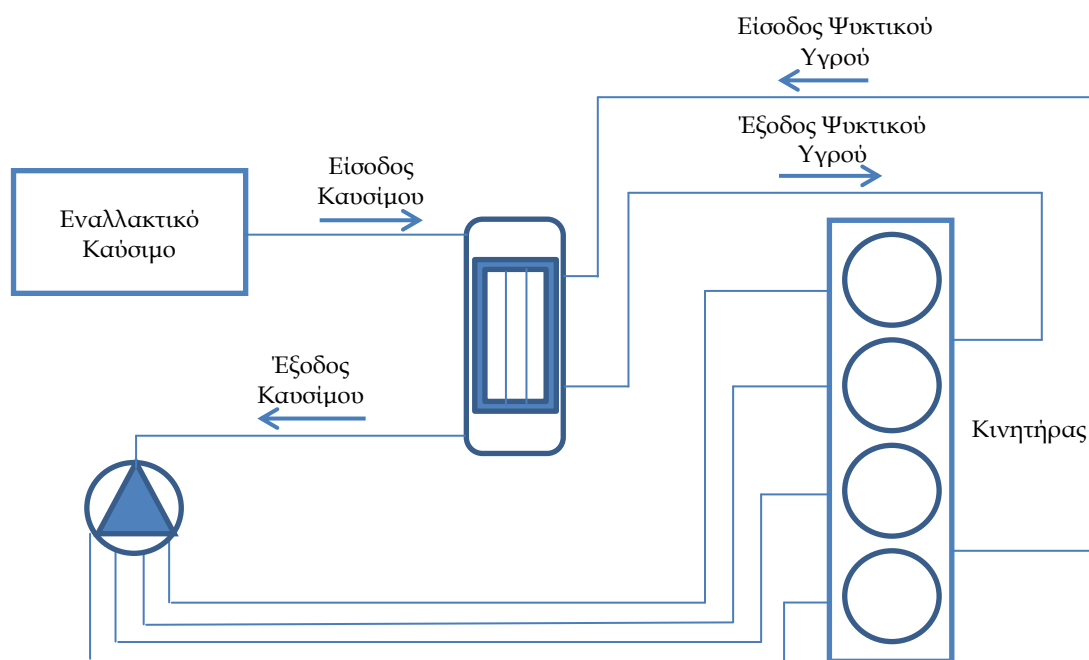 Είσοδος Ψυκτικού
Υγρού
Έξοδος Ψυκτικού
Υγρού
Είσοδος
Καυσίμου
Εναλλακτικό
Καύσιμο
Έξοδος
Καυσίμου
Κινητήρας